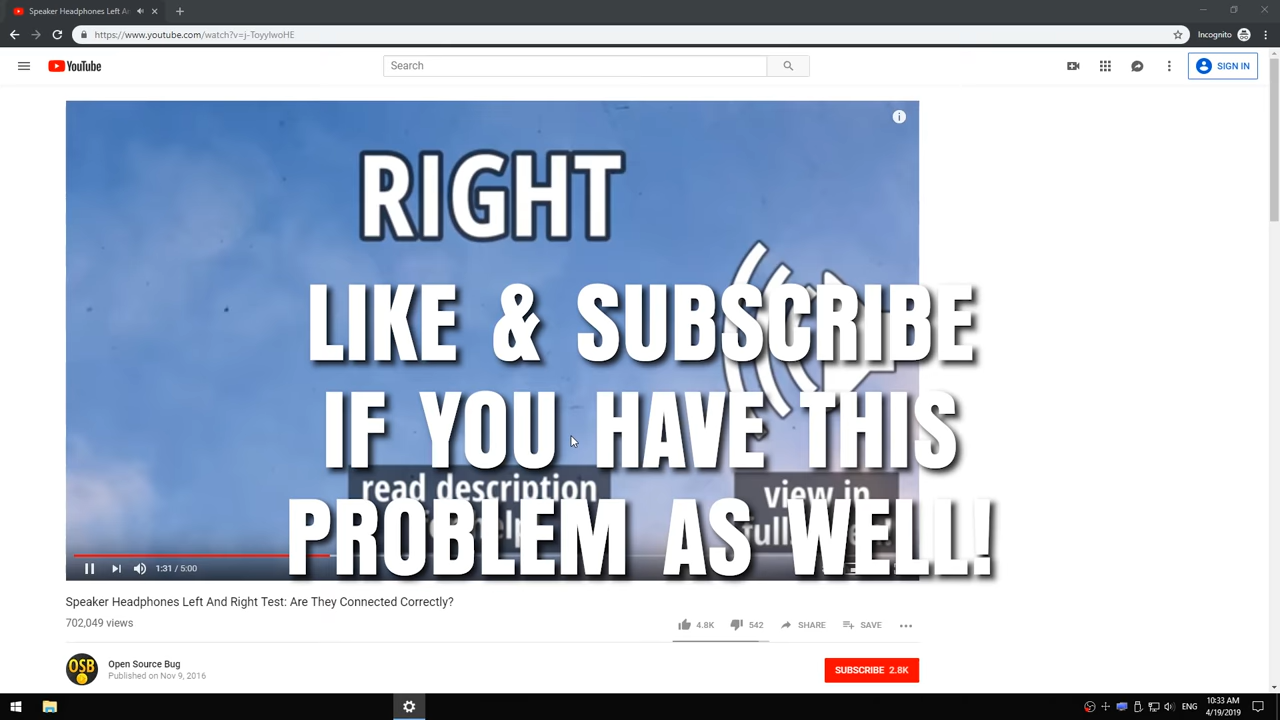 Speaker Headphones Left A
https://www.youtube.com/watch?v=j-ToyyIwoHE
Incognito
YouTube
Search
SIGN IN
RIGHT
LIKE & SUBSCRIBE
IF YOU HAVE THIS
PROBLEM AS WELL!
read description
view in
1:31 / 5:00
Speaker Headphones Left And Right Test: Are They Connected Correctly?
702,049 views
4.8K
542
SHARE
SAVE
OSB
Open Source Bug
Published on Nov 9, 2016
SUBSCRIBE 2.8K
ENG
10:33 AM
4/19/2019